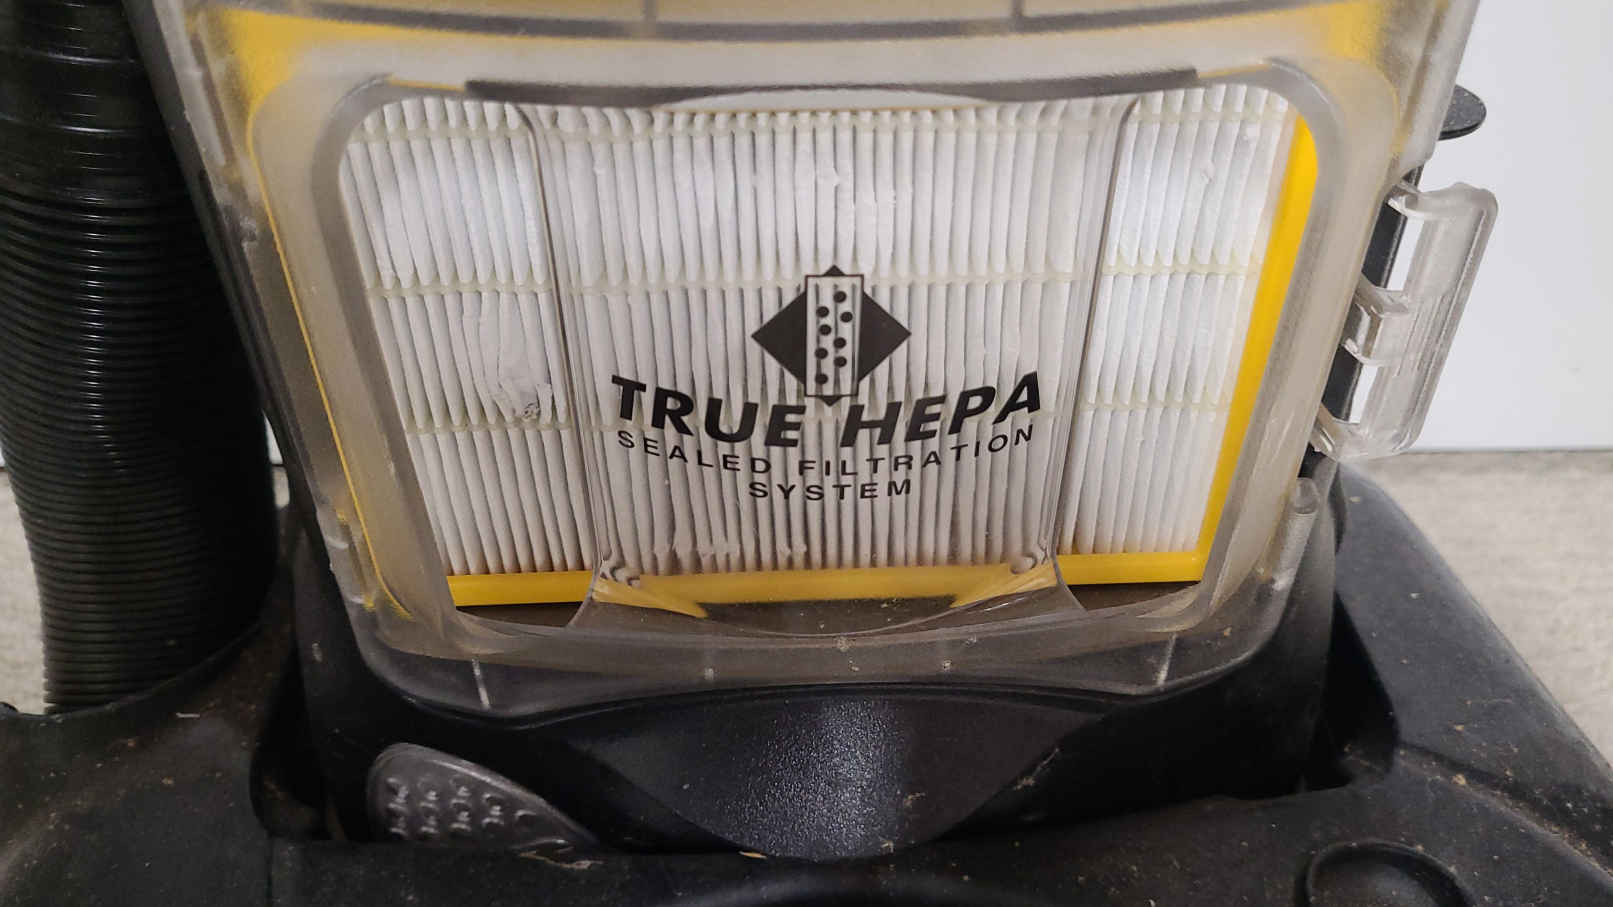 TRUE HEPA
SEALED FILTRATION
SYSTEM